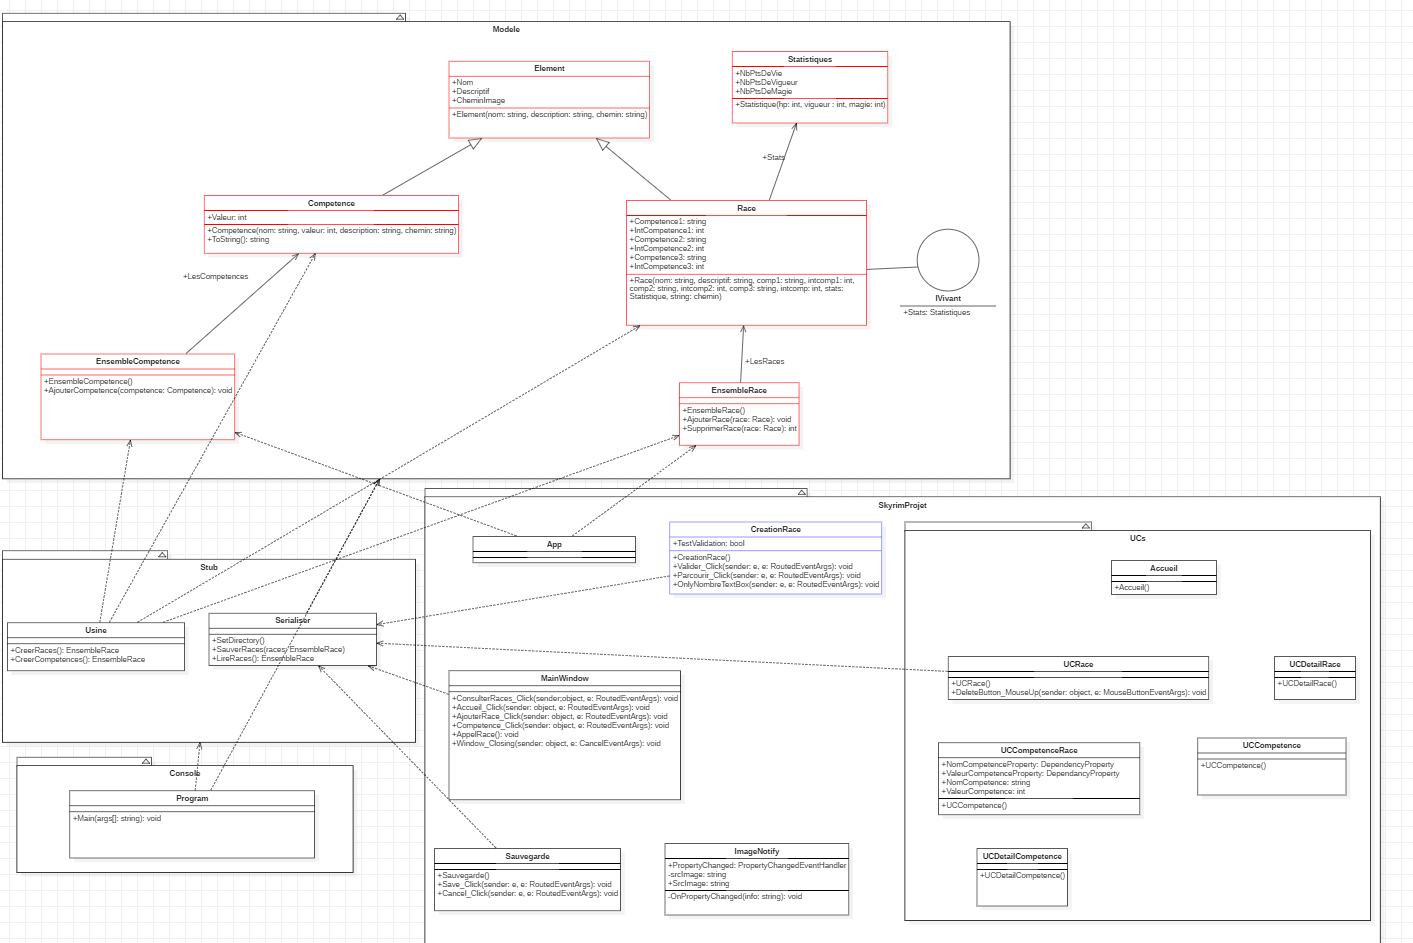 Modele
Element
+Nom
+Descriptif
+CheminImage
+Element(nom: string, description: string, chemin: string)
Statistiques
+NbPtsDeVie
+NbPtsDeVigueur
+NbPtsDeMagie
+Statistique(hp: int, vigueur : int, magie: int)
+Stats
Competence
+Valeur: int
+Competence(nom: string, valeur: int, description: string, chemin: string)
+ToString(): string
Race
+Competence1: string
+IntCompetence1: int
+Competence2: string
+IntCompetence2: int
+Competence3: string
+IntCompetence3: int
+Race(nom: string, descriptif: string, comp1: string, intcomp1: int,
comp2: string, intcomp2: int, comp3: string, intcomp: int, stats:
Statistique, string: chemin)
IVivant
+Stats: Statistiques
+LesCompetences
EnsembleCompetence
+EnsembleCompetence()
+AjouterCompetence(competence: Competence): void
+LesRaces
EnsembleRace
+EnsembleRace()
+AjouterRace(race: Race): void
+SupprimerRace(race: Race): int
Stub
Usine
+CreerRaces(): EnsembleRace
+CreerCompetences(): EnsembleRace
Serialiser
+SetDirectory()
+SauverRaces(races: EnsembleRace)
+LireRaces(): EnsembleRace
Console
Program
+Main(args[]: string): void
SkyrimProjet
App
CreationRace
+TestValidation: bool
+CreationRace()
+Valider_Click(sender: e, e: RoutedEventArgs): void
+Parcourir_Click(sender: e, e: RoutedEventArgs): void
+OnlyNombreTextBox(sender: e, e: RoutedEventArgs): void
MainWindow
+ConsulterRaces_Click(sender;object, e: RoutedEventArgs): void
+Accueil_Click(sender: object, e: RoutedEventArgs): void
+AjouterRace_Click(sender: object, e: RoutedEventArgs): void
+Competence_Click(sender: object, e: RoutedEventArgs): void
+AppelRace(): void
+Window_Closing(sender: object, e: CancelEventArgs): void
Sauvegarde
+Sauvegarde()
+Save_Click(sender: e, e: RoutedEventArgs): void
+Cancel_Click(sender: e, e: RoutedEventArgs): void
ImageNotify
+PropertyChanged: PropertyChangedEventHandler
-srcImage: string
+SrcImage: string
-OnPropertyChanged(info: string): void
UCs
Accueil
+Accueil()
UCRace
+UCRace()
+DeleteButton_MouseUp(sender: object, e: MouseButtonEventArgs): void
UCDetailRace
+UCDetailRace()
UCCompetenceRace
+NomCompetenceProperty: DependencyProperty
+ValeurCompetenceProperty: DependancyProperty
+NomCompetence: string
+ValeurCompetence: int
+UCCompetence()
UCCompetence
+UCCompetence()
UCDetailCompetence
+UCDetailCompetence()